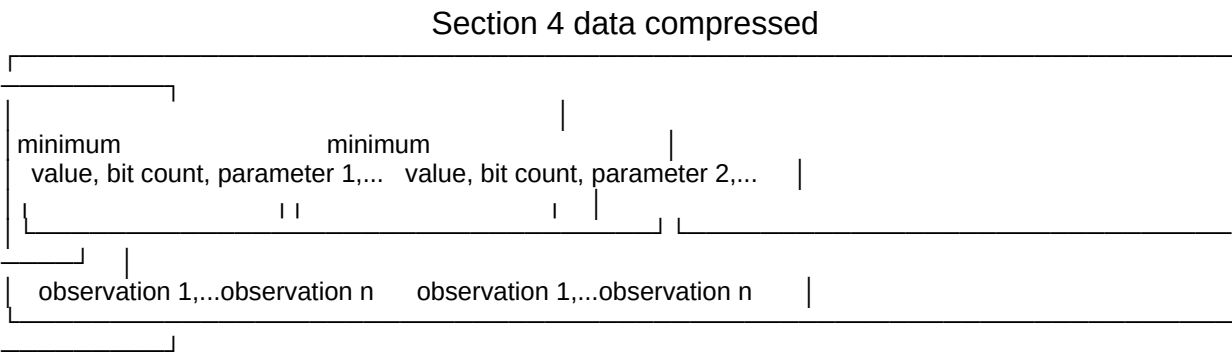 Section 4 data compressed
minimum minimum
value, bit count, parameter 1,... value, bit count, parameter 2,...
observation 1,...observation n observation 1,...observation n